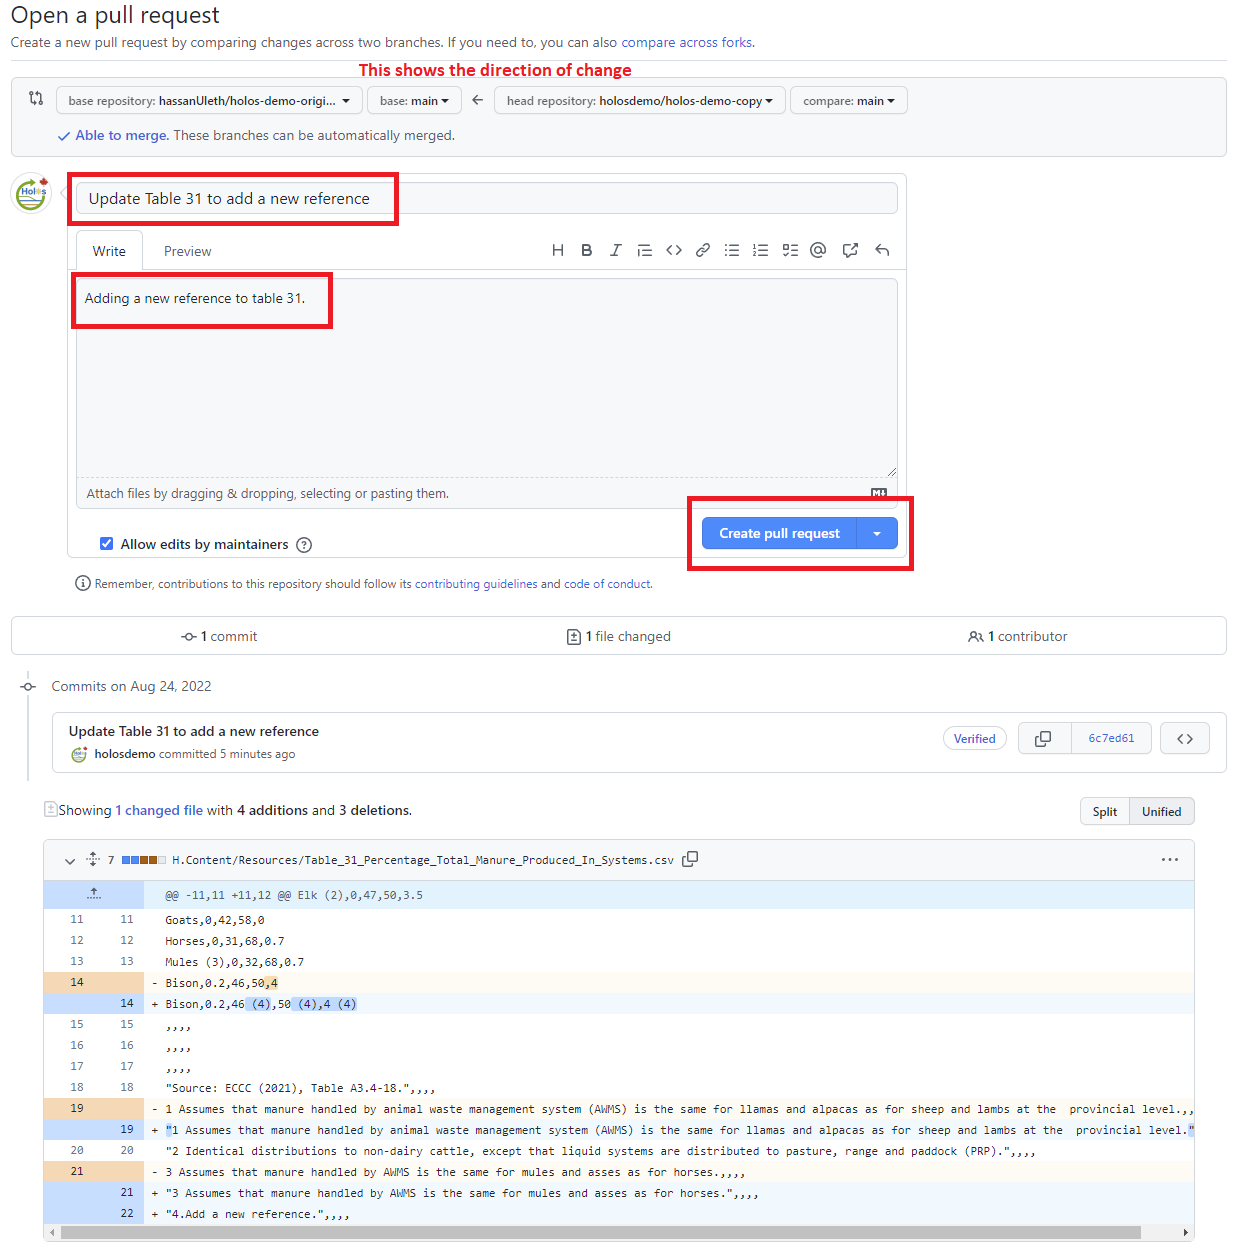 Open a pull request
Create a new pull request by comparing changes across two branches. If you need to, you can also compare across forks.
This shows the direction of change
base repository: hassanUleth/holos-demo-origi... base: main head repository: holosdemo/holos-demo-copy compare: main
Able to merge. These branches can be automatically merged.
Holos
Update Table 31 to add a new reference
Write Preview H B I
Adding a new reference to table 31.
Attach files by dragging & dropping, selecting or pasting them.
Create pull request
Allow edits by maintainers
Remember, contributions to this repository should follow its contributing guidelines and code of conduct.
1 commit 1 file changed 1 contributor
Commits on Aug 24, 2022
Update Table 31 to add a new reference
holosdemo committed 5 minutes ago
Verified 6c7ed61
Showing 1 changed file with 4 additions and 3 deletions.
Split Unified
7 H.Content/Resources/Table_31_Percentage_Total_Manure_Produced_In_Systems.csv
@@ -11,11 +11,12 @@ Elk (2),0,47,50,3.5
11 11 Goats,0,42,58,0
12 12 Horses,0,31,68,0.7
13 13 Mules (3),0,32,68,0.7
14 - Bison,0.2,46,50,4
14 + Bison,0.2,46 (4),50 (4),4 (4)
15 15 ,,,,
16 16 ,,,,
17 17 ,,,,
18 18 "Source: ECCC (2021), Table A3.4-18.",,,,
19 - 1 Assumes that manure handled by animal waste management system (AWMS) is the same for llamas and alpacas as for sheep and lambs at the  provincial level.,,
19 + "1 Assumes that manure handled by animal waste management system (AWMS) is the same for llamas and alpacas as for sheep and lambs at the  provincial level."
20 20 "2 Identical distributions to non-dairy cattle, except that liquid systems are distributed to pasture, range and paddock (PRP).",,,,
21 - 3 Assumes that manure handled by AWMS is the same for mules and asses as for horses.,,,,
21 + "3 Assumes that manure handled by AWMS is the same for mules and asses as for horses.",,,,
22 + "4.Add a new reference.",,,,